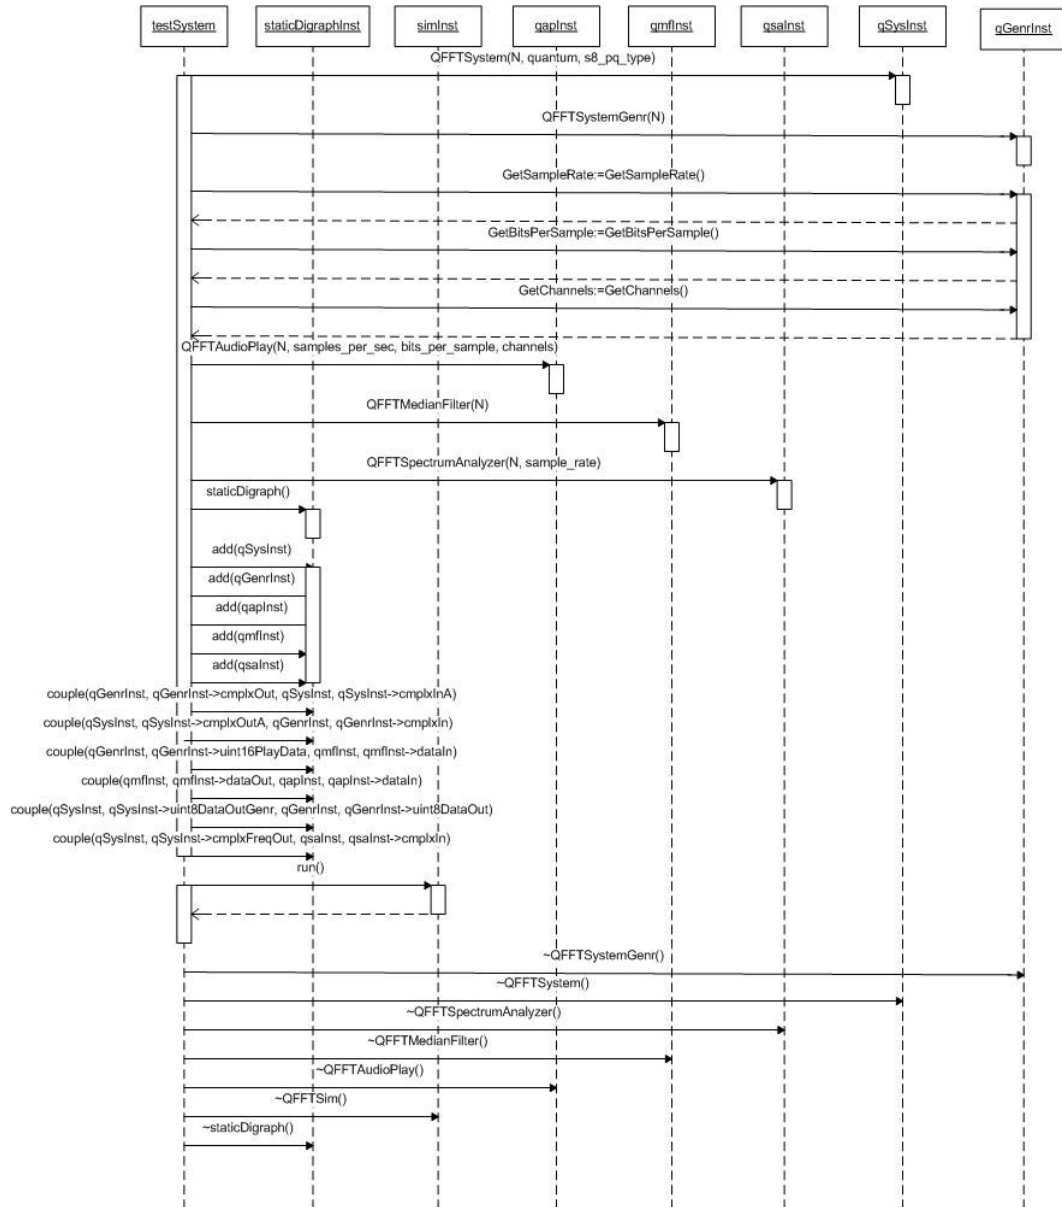 testSystem
staticDigraphInst
simInst
qapInst
qmfInst
qsaInst
qSysInst
qGenrInst
QFFTSystem(N, quantum, s8_pq_type)
QFFTSystemGenr(N)
GetSampleRate:=GetSampleRate()
GetBitsPerSample:=GetBitsPerSample()
GetChannels:=GetChannels()
QFFTAudioPlay(N, samples_per_sec, bits_per_sample, channels)
QFFTMedianFilter(N)
QFFTSpectrumAnalyzer(N, sample_rate)
staticDigraph()
add(qSysInst)
add(qGenrInst)
add(qapInst)
add(qmfInst)
add(qsaInst)
couple(qGenrInst, qGenrInst->cmplxOut, qSysInst, qSysInst->cmplxInA)
couple(qSysInst, qSysInst->cmplxOutA, qGenrInst, qGenrInst->cmplxIn)
couple(qGenrInst, qGenrInst->uint16PlayData, qmfInst, qmfInst->dataIn)
couple(qmfInst, qmfInst->dataOut, qapInst, qapInst->dataIn)
couple(qSysInst, qSysInst->uint8DataOutGenr, qGenrInst, qGenrInst->uint8DataOut)
couple(qSysInst, qSysInst->cmplxFreqOut, qsaInst, qsaInst->cmplxIn)
run()
~QFFTSystemGenr()
~QFFTSystem()
~QFFTSpectrumAnalyzer()
~QFFTMedianFilter()
~QFFTAudioPlay()
~QFFTSim()
~staticDigraph()